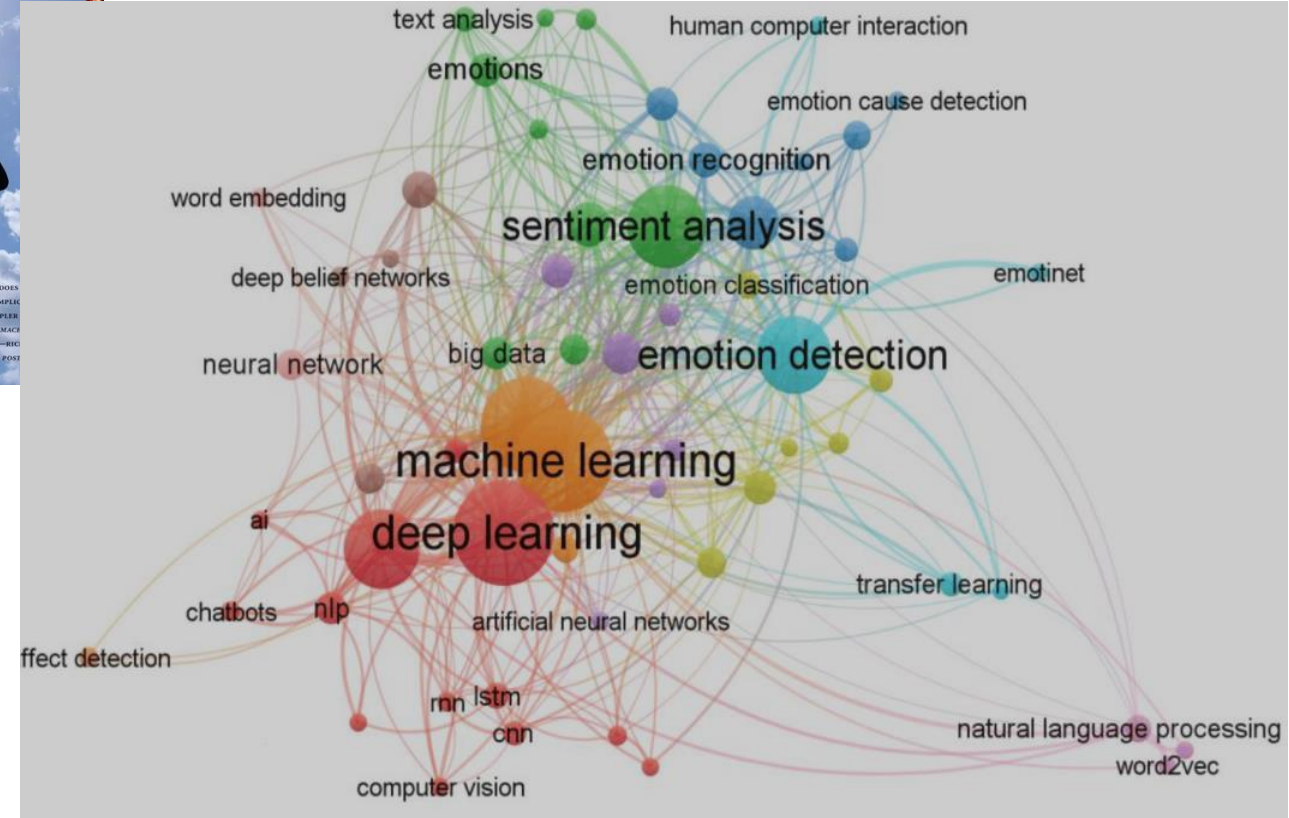 text analysis
human computer interaction
emotions
emotion cause detection
emotion recognition
word embedding
sentiment analysis
deep belief networks
emotion classification
emotinet
neural network
big data
emotion detection
machine learning
ai
deep learning
transfer learning
chatbots
nlp
artificial neural networks
ffect detection
rnn
lstm
cnn
natural language processing
word2vec
computer vision
DOES